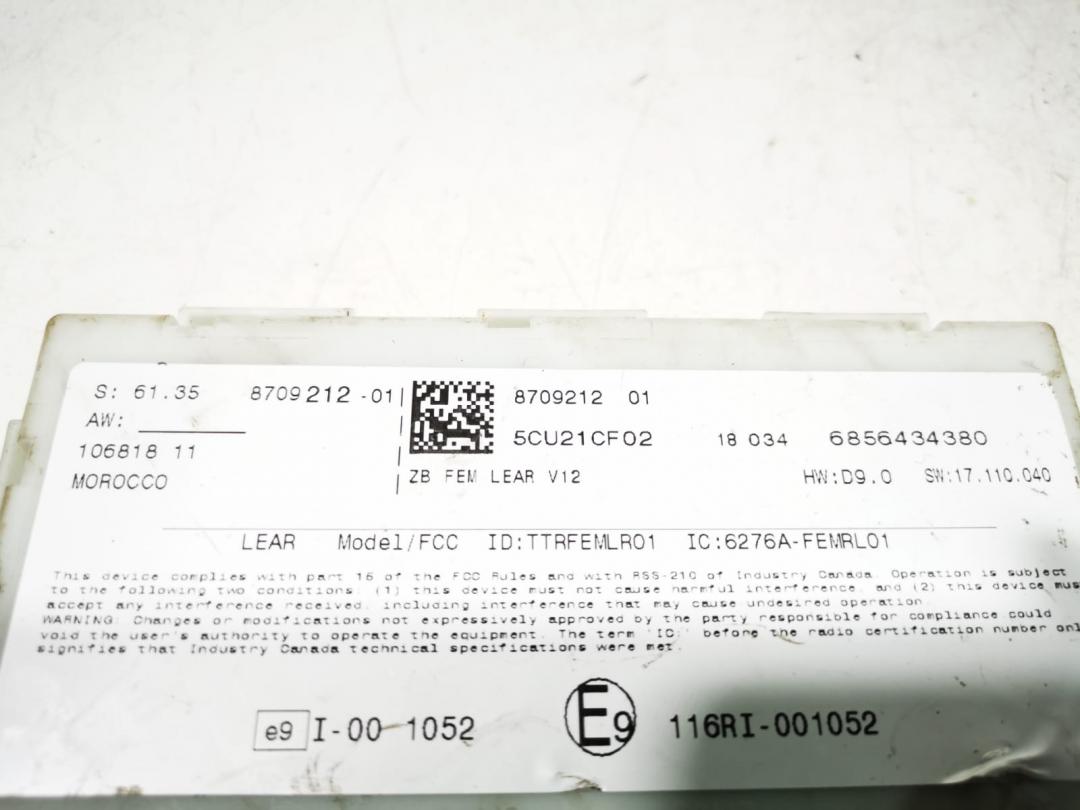 S: 61.35 8709212-01
AW:
106818 11
MOROCCO
8709212 01
5CU21CF02 18 034 6856434380
ZB FEM LEAR V12 HW:D9.0 SW:17.110.040
LEAR Model/FCC ID:TTRFEMLR01 IC:6276A-FEMRL01
This device complies with part 15 of the FCC Rules and with RSS-210 of Industry Canada. Operation is subject
to the following two conditions: (1) this device must not cause harmful interference, and (2) this device mus
accept any interference received, including interference that may cause undesired operation.
WARNING: Changes or modifications not expressively approved by the party responsible for compliance could
void the user's authority to operate the equipment. The term "IC:" before the radio certification number onl
signifies that Industry Canada technical specifications were met.
e9 I-00-1052
E9 116RI-001052